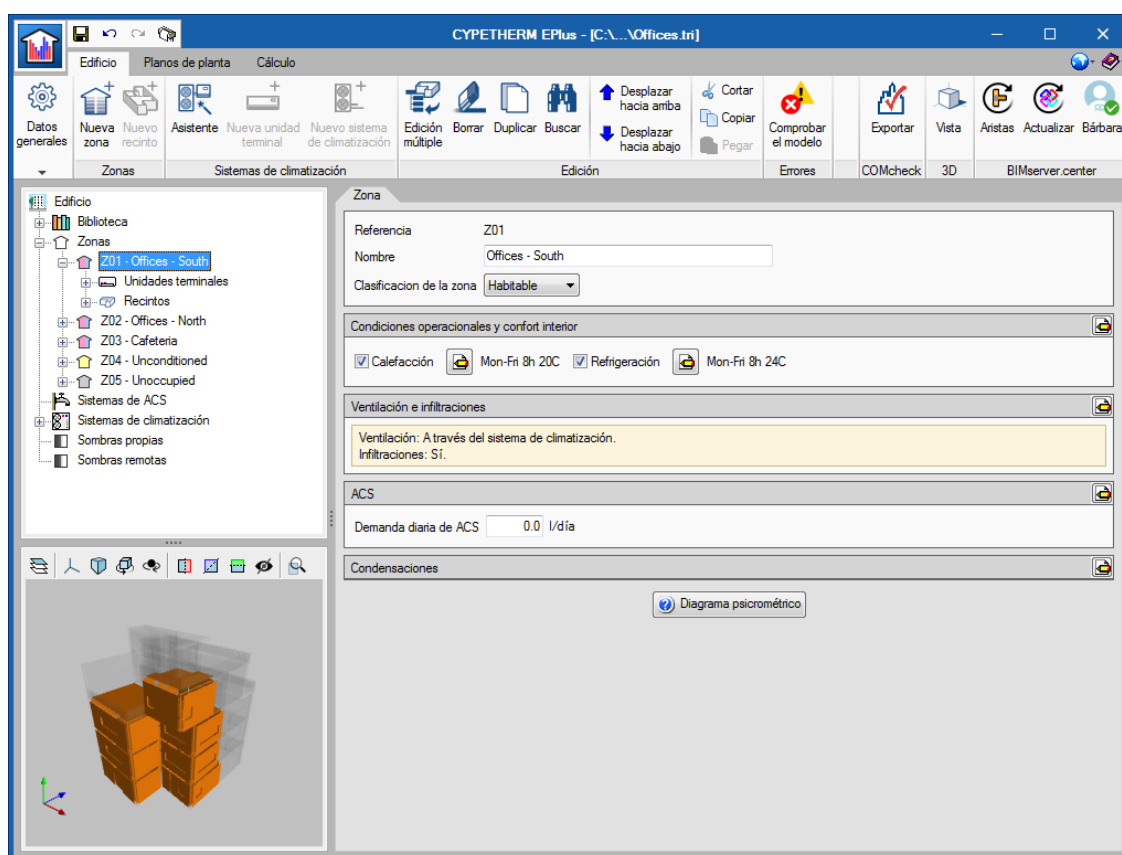 CYPETHERM EPlus - [C:\...\Offices.tri]
Edificio Planos de planta Cálculo
Datos generales
Nueva zona
Nuevo recinto
Asistente
Nueva unidad terminal
Nuevo sistema de climatización
Edición múltiple
Borrar
Duplicar
Buscar
Desplazar hacia arriba
Desplazar hacia abajo
Cortar
Copiar
Pegar
Comprobar el modelo
Exportar
Vista
Aristas
Actualizar
Bárbara
Zonas
Sistemas de climatización
Edición
Errores
COMcheck
3D
BIMserver.center
Edificio
Biblioteca
Zonas
Z01 - Offices - South
Unidades terminales
Recintos
Z02 - Offices - North
Z03 - Cafeteria
Z04 - Unconditioned
Z05 - Unoccupied
Sistemas de ACS
Sistemas de climatización
Sombras propias
Sombras remotas
Zona
Referencia Z01
Nombre Offices - South
Clasificacion de la zona Habitable
Condiciones operacionales y confort interior
Calefacción Mon-Fri 8h 20C Refrigeración Mon-Fri 8h 24C
Ventilación e infiltraciones
Ventilación: A través del sistema de climatización.
Infiltraciones: Sí.
ACS
Demanda diaria de ACS 0.0 l/día
Condensaciones
Diagrama psicrométrico